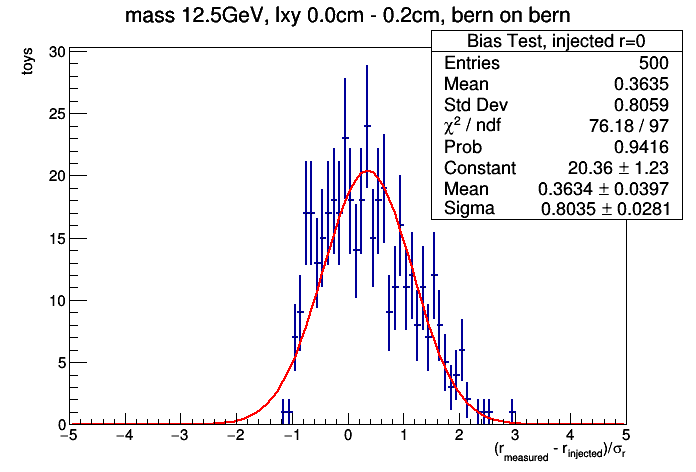 mass 12.5GeV, lxy 0.0cm - 0.2cm, bern on bern
Bias Test, injected r=0
Entries 500
Mean 0.3635
Std Dev 0.8059
χ² / ndf 76.18 / 97
Prob 0.9416
Constant 20.36 ± 1.23
Mean 0.3634 ± 0.0397
Sigma 0.8035 ± 0.0281
toys
30
25
20
15
10
5
0
−5 −4 −3 −2 −1 0 1 2 3 4 5
(r_measured - r_injected)/σ_r